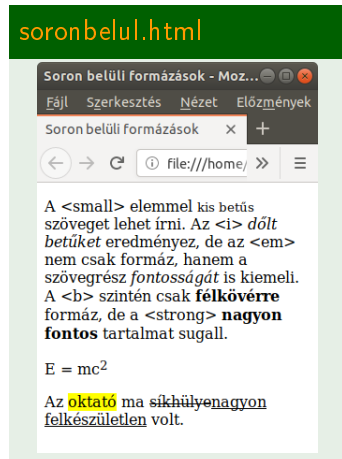 soronbelul.html
Soron belüli formázások - Moz...
Fájl Szerkesztés Nézet Előzmények
Soron belüli formázások × +
file:///home/
A <small> elemmel kis betűs
szöveget lehet írni. Az <i> dőlt
betűket eredményez, de az <em>
nem csak formáz, hanem a
szövegrész fontosságát is kiemeli.
A <b> szintén csak félkövérre
formáz, de a <strong> nagyon
fontos tartalmat sugall.
E = mc²
Az oktató ma síkhülyenagyon
felkészületlen volt.